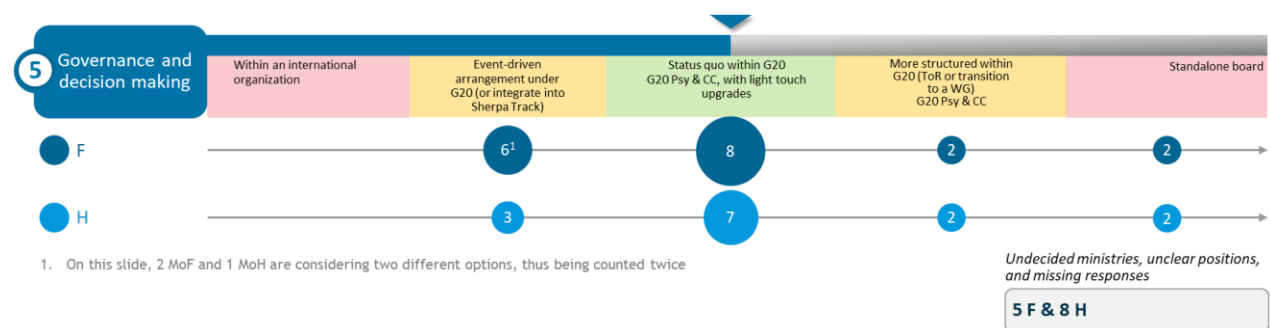 5
Governance and
decision making
Within an international
organization
Event-driven
arrangement under
G20 (or integrate into
Sherpa Track)
Status quo within G20
G20 Psy & CC, with light touch
upgrades
More structured within
G20 (ToR or transition
to a WG)
G20 Psy & CC
Standalone board
F
6¹
8
2
2
H
3
7
2
2
1. On this slide, 2 MoF and 1 MoH are considering two different options, thus being counted twice
Undecided ministries, unclear positions,
and missing responses
5 F & 8 H